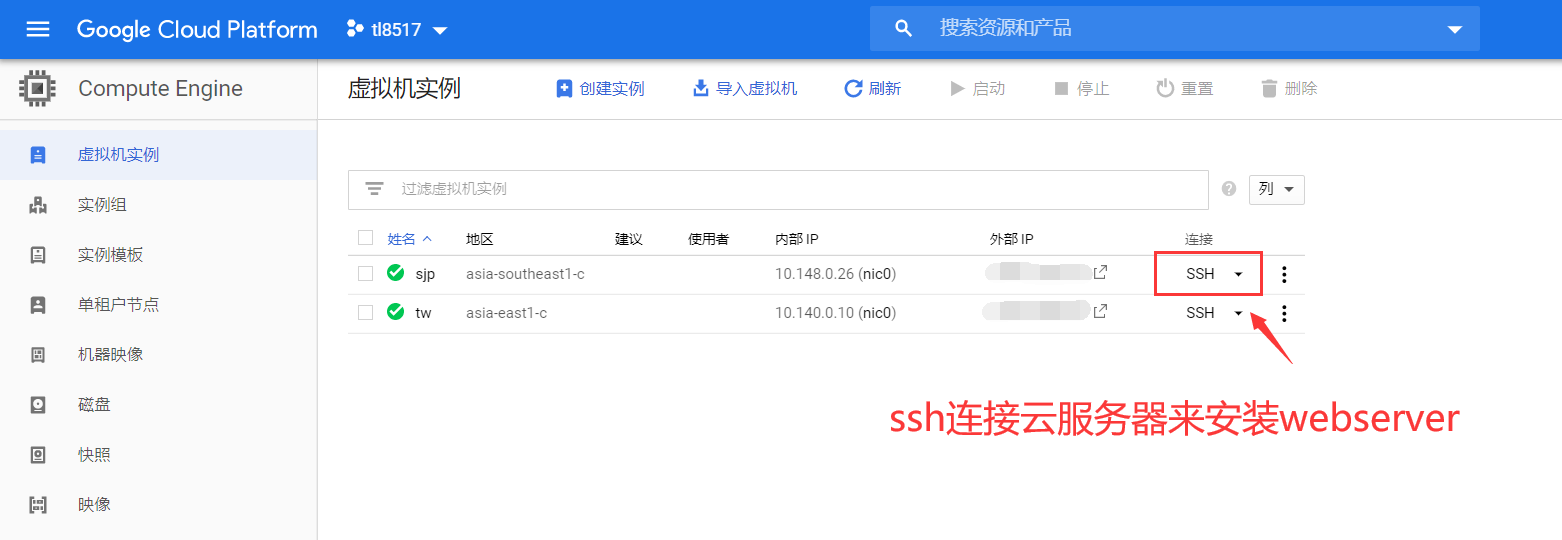 Google Cloud Platform tl8517 搜索资源和产品
Compute Engine 虚拟机实例 创建实例 导入虚拟机 刷新 启动 停止 重置 删除
虚拟机实例
实例组
实例模板
单租户节点
机器映像
磁盘
快照
映像
过滤虚拟机实例 列
姓名 地区 建议 使用者 内部 IP 外部 IP 连接
sjp asia-southeast1-c 10.148.0.26 (nic0) SSH
tw asia-east1-c 10.140.0.10 (nic0) SSH
ssh连接云服务器来安装webserver